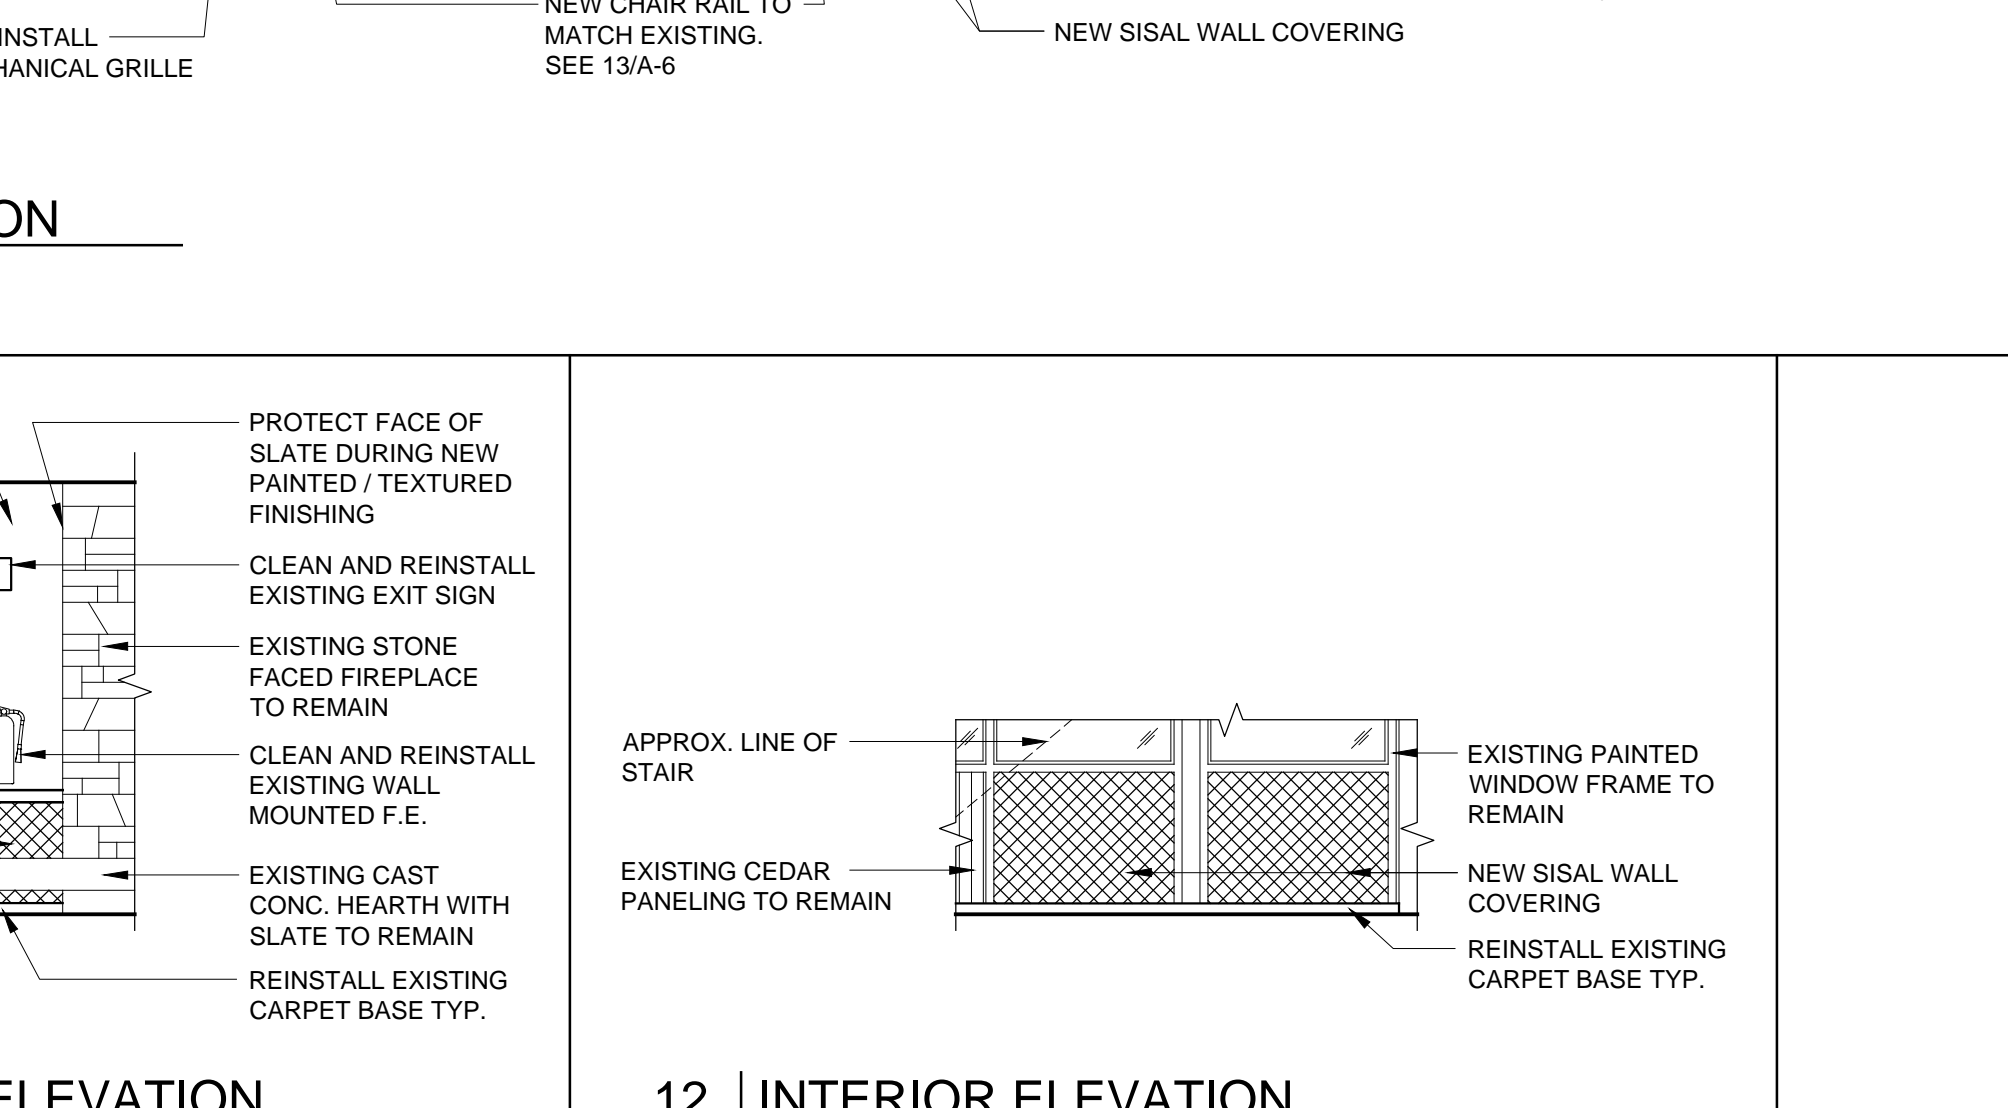 INSTALL
HANICAL GRILLE
NEW CHAIR RAIL TO
MATCH EXISTING.
SEE 13/A-6
NEW SISAL WALL COVERING
ON
PROTECT FACE OF
SLATE DURING NEW
PAINTED / TEXTURED
FINISHING
CLEAN AND REINSTALL
EXISTING EXIT SIGN
EXISTING STONE
FACED FIREPLACE
TO REMAIN
CLEAN AND REINSTALL
EXISTING WALL
MOUNTED F.E.
EXISTING CAST
CONC. HEARTH WITH
SLATE TO REMAIN
REINSTALL EXISTING
CARPET BASE TYP.
ELEVATION
APPROX. LINE OF
STAIR
EXISTING CEDAR
PANELING TO REMAIN
EXISTING PAINTED
WINDOW FRAME TO
REMAIN
NEW SISAL WALL
COVERING
REINSTALL EXISTING
CARPET BASE TYP.
12 INTERIOR ELEVATION